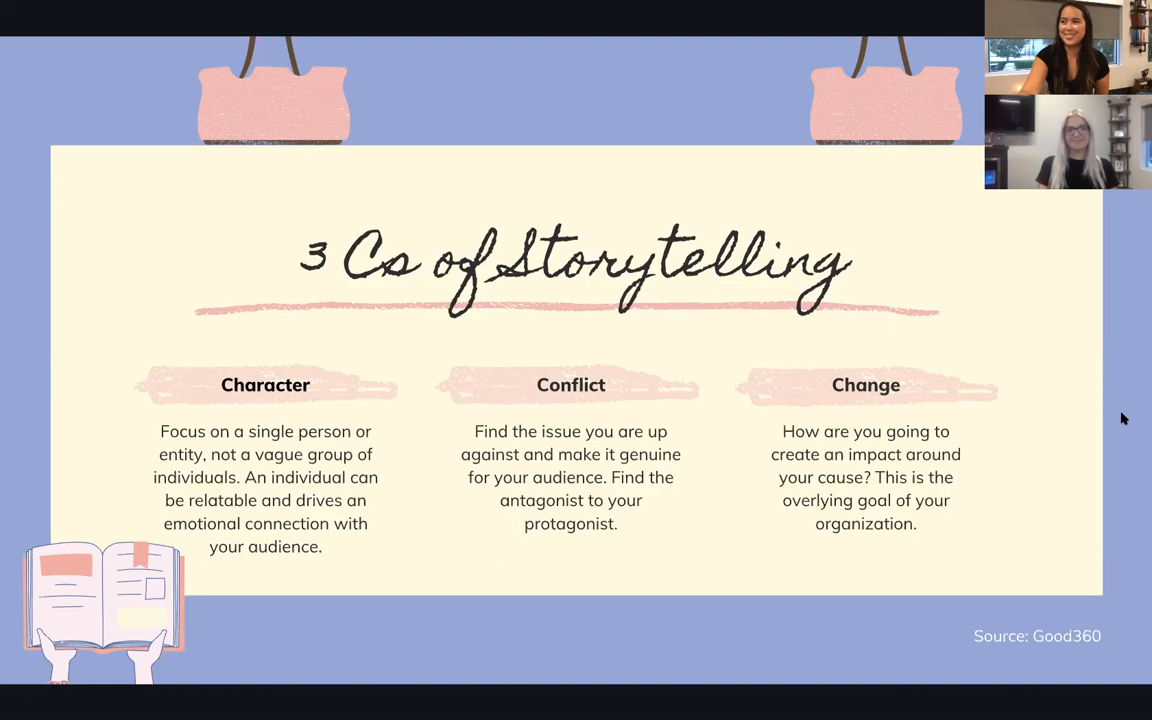 3 Cs of Storytelling
Character
Focus on a single person or
entity, not a vague group of
individuals. An individual can
be relatable and drives an
emotional connection with
your audience.
Conflict
Find the issue you are up
against and make it genuine
for your audience. Find the
antagonist to your
protagonist.
Change
How are you going to
create an impact around
your cause? This is the
overlying goal of your
organization.
Source: Good360